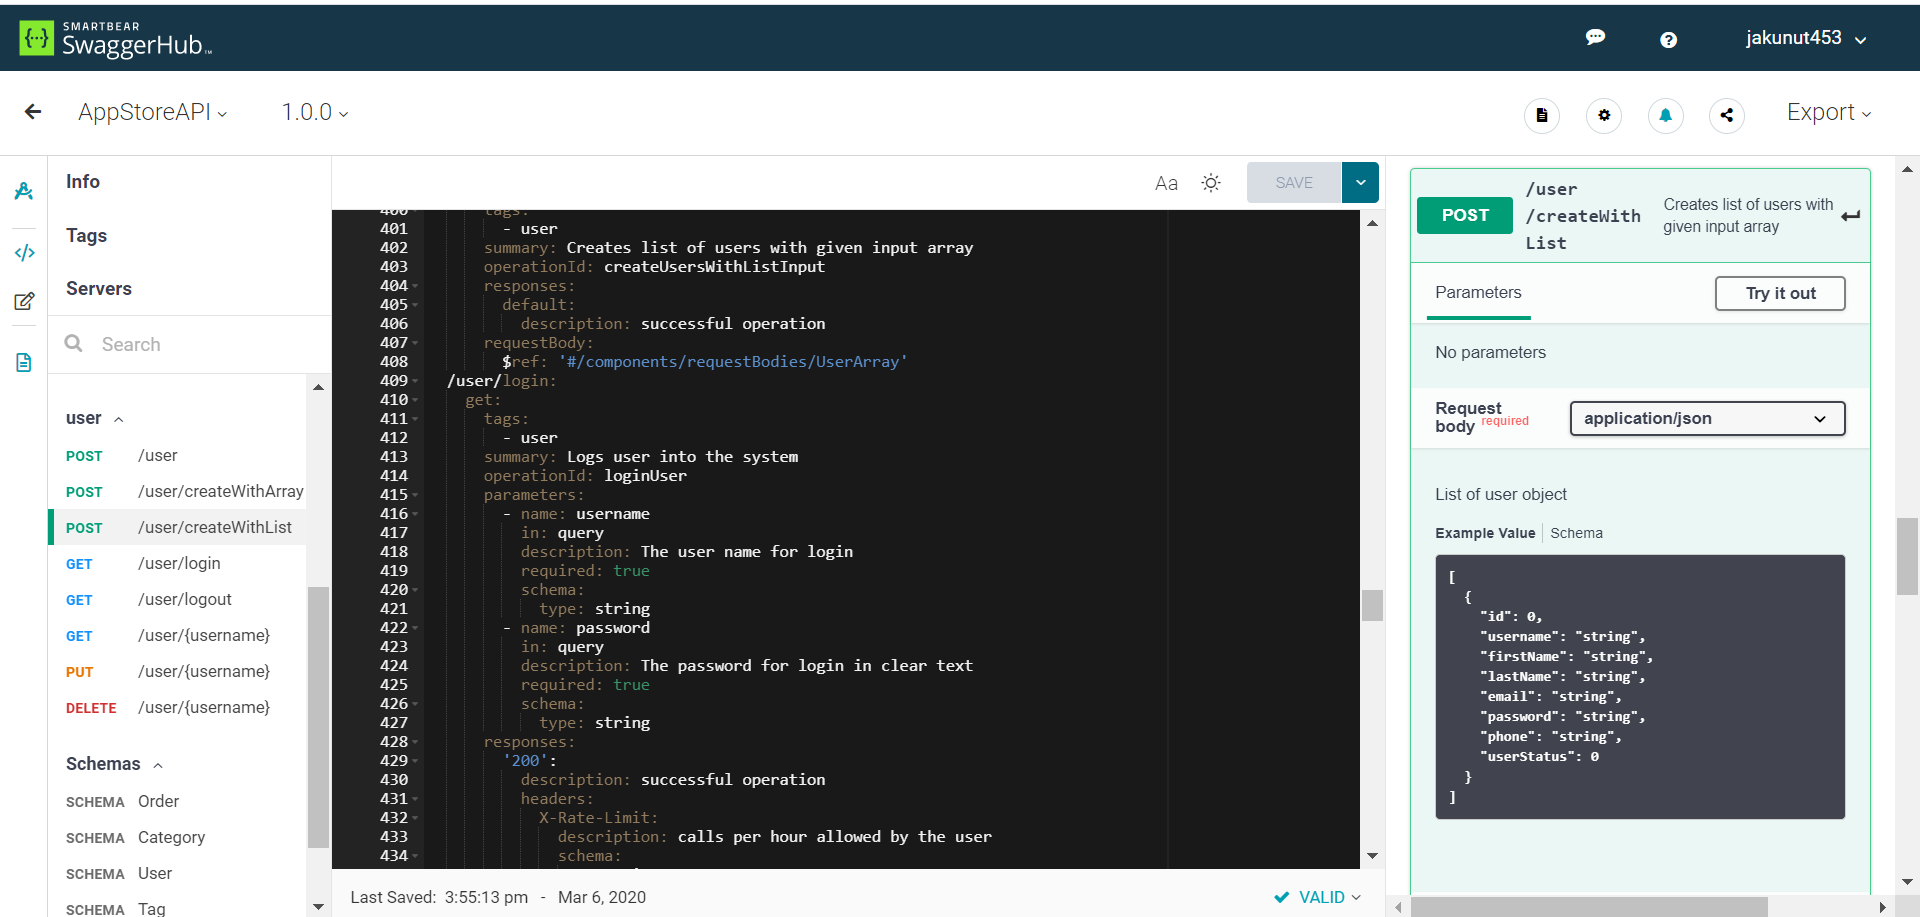 SMARTBEAR
SwaggerHub™
jakunut453
AppStoreAPI
1.0.0
Export
Info
Tags
Servers
Search
user
POST /user
POST /user/createWithArray
POST /user/createWithList
GET /user/login
GET /user/logout
GET /user/{username}
PUT /user/{username}
DELETE /user/{username}
Schemas
SCHEMA Order
SCHEMA Category
SCHEMA User
SCHEMA Tag
Aa
SAVE
400 tags:
401 - user
402 summary: Creates list of users with given input array
403 operationId: createUsersWithListInput
404 responses:
405 default:
406 description: successful operation
407 requestBody:
408 $ref: '#/components/requestBodies/UserArray'
409 /user/login:
410 get:
411 tags:
412 - user
413 summary: Logs user into the system
414 operationId: loginUser
415 parameters:
416 - name: username
417 in: query
418 description: The user name for login
419 required: true
420 schema:
421 type: string
422 - name: password
423 in: query
424 description: The password for login in clear text
425 required: true
426 schema:
427 type: string
428 responses:
429 '200':
430 description: successful operation
431 headers:
432 X-Rate-Limit:
433 description: calls per hour allowed by the user
434 schema:
Last Saved: 3:55:13 pm - Mar 6, 2020
VALID
POST
/user
/createWith
List
Creates list of users with
given input array
Parameters
Try it out
No parameters
Request
body required
application/json
List of user object
Example Value Schema
[
{
"id": 0,
"username": "string",
"firstName": "string",
"lastName": "string",
"email": "string",
"password": "string",
"phone": "string",
"userStatus": 0
}
]